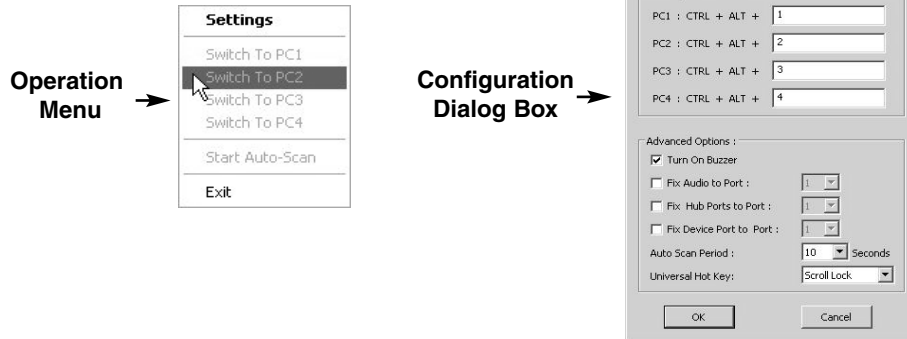 Operation
Menu
Settings
Switch To PC1
Switch To PC2
Switch To PC3
Switch To PC4
Start Auto-Scan
Exit
Configuration
Dialog Box
PC1 : CTRL + ALT + 1
PC2 : CTRL + ALT + 2
PC3 : CTRL + ALT + 3
PC4 : CTRL + ALT + 4
Advanced Options :
Turn On Buzzer
Fix Audio to Port : 1
Fix Hub Ports to Port : 1
Fix Device Port to Port : 1
Auto Scan Period : 10 Seconds
Universal Hot Key: Scroll Lock
OK Cancel